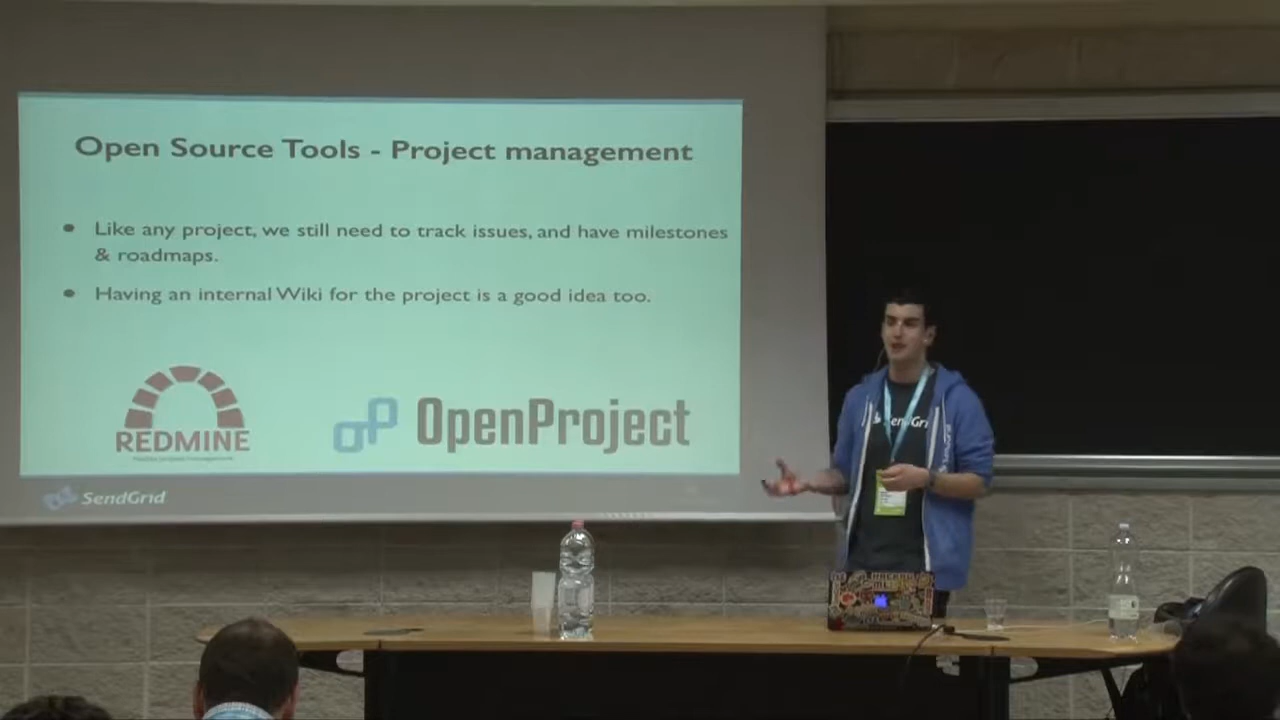 Open Source Tools - Project management
Like any project, we still need to track issues, and have milestones
& roadmaps.
Having an internal Wiki for the project is a good idea too.
REDMINE
OpenProject
SendGrid
SendGri